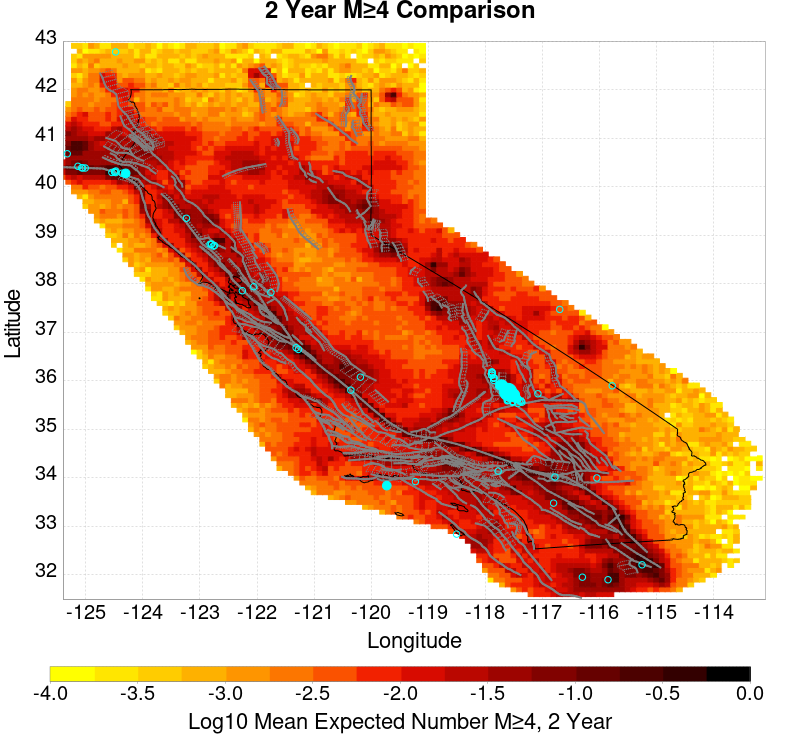 2 Year M≥4 Comparison
43
42
41
40
39
38
37
36
35
34
33
32
Latitude
-125 -124 -123 -122 -121 -120 -119 -118 -117 -116 -115 -114
Longitude
-4.0 -3.5 -3.0 -2.5 -2.0 -1.5 -1.0 -0.5 0.0
Log10 Mean Expected Number M≥4, 2 Year